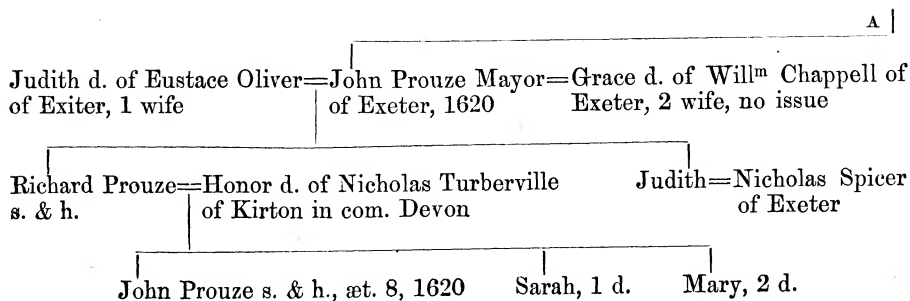 A
Judith d. of Eustace Oliver=John Prouze Mayor=Grace d. of Willᵐ Chappell of
of Exiter, 1 wife of Exeter, 1620 Exeter, 2 wife, no issue
Richard Prouze=Honor d. of Nicholas Turberville Judith=Nicholas Spicer
s. & h. of Kirton in com. Devon of Exeter
John Prouze s. & h., æt. 8, 1620 Sarah, 1 d. Mary, 2 d.